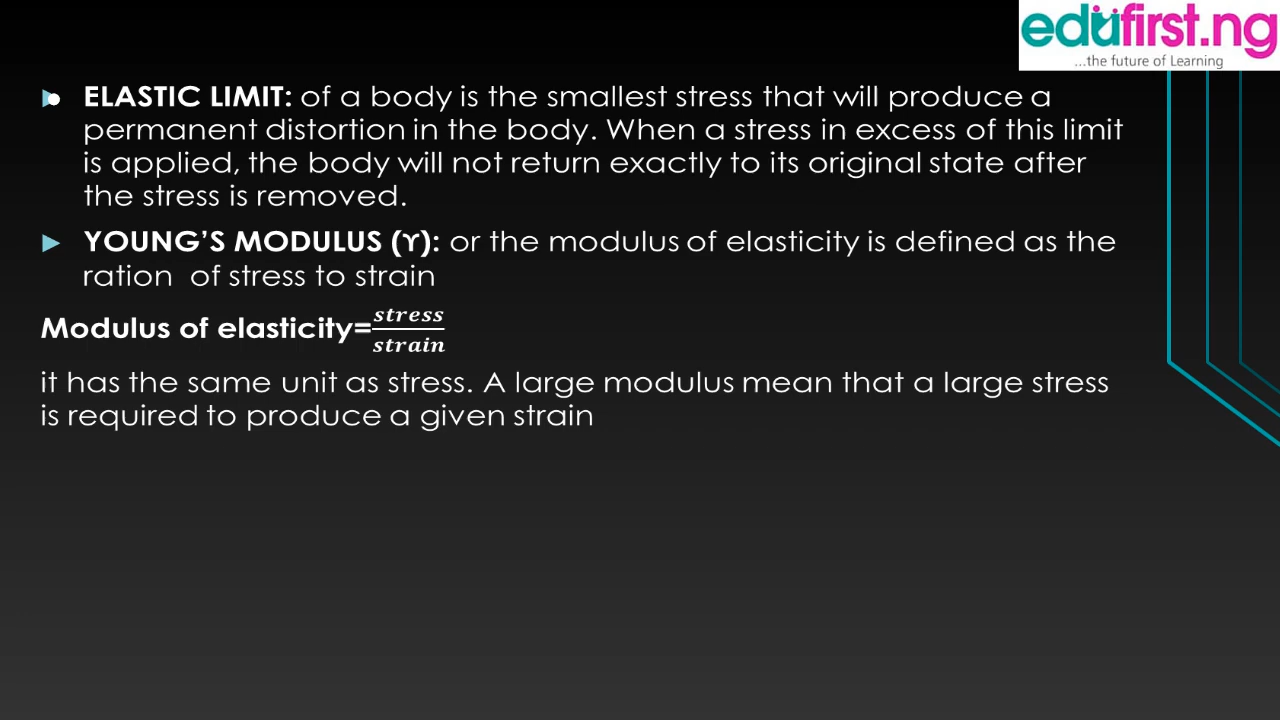 edufirst.ng
...the future of Learning
ELASTIC LIMIT: of a body is the smallest stress that will produce a
permanent distortion in the body. When a stress in excess of this limit
is applied, the body will not return exactly to its original state after
the stress is removed.
YOUNG’S MODULUS (ϒ): or the modulus of elasticity is defined as the
ration of stress to strain
Modulus of elasticity=stress/strain
it has the same unit as stress. A large modulus mean that a large stress
is required to produce a given strain